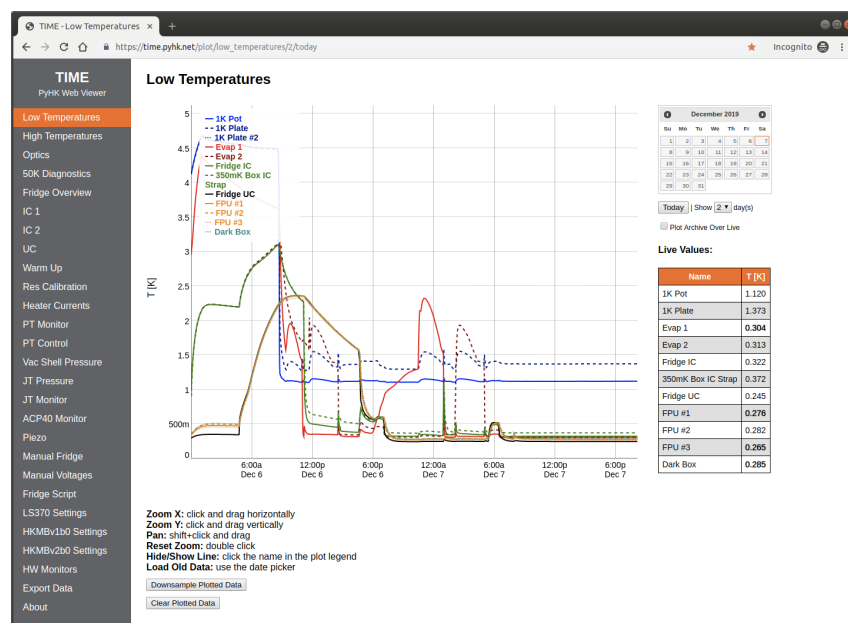 TIME - Low Temperatures
Incognito
https://time.pyhk.net/plot/low_temperatures/2/today
TIME
PyHK Web Viewer
Low Temperatures
High Temperatures
Optics
50K Diagnostics
Fridge Overview
IC 1
IC 2
UC
Warm Up
Res Calibration
Heater Currents
PT Monitor
PT Control
Vac Shell Pressure
JT Pressure
JT Monitor
ACP40 Monitor
Piezo
Manual Fridge
Manual Voltages
Fridge Script
LS370 Settings
HKMBv1b0 Settings
HKMBv2b0 Settings
HW Monitors
Export Data
About
Low Temperatures
T [K]
5
4.5
4
3.5
3
2.5
2
1.5
1
500m
0
1K Pot
1K Plate
1K Plate #2
Evap 1
Evap 2
Fridge IC
350mK Box IC
Strap
Fridge UC
FPU #1
FPU #2
FPU #3
Dark Box
6:00a 12:00p 6:00p 12:00a 6:00a 12:00p 6:00p
Dec 6 Dec 6 Dec 6 Dec 7 Dec 7 Dec 7 Dec 7
Zoom X: click and drag horizontally
Zoom Y: click and drag vertically
Pan: shift+click and drag
Reset Zoom: double click
Hide/Show Line: click the name in the plot legend
Load Old Data: use the date picker
Downsample Plotted Data
Clear Plotted Data
December 2019
Su Mo Tu We Th Fr Sa
1 2 3 4 5 6 7
8 9 10 11 12 13 14
15 16 17 18 19 20 21
22 23 24 25 26 27 28
29 30 31
Today | Show 2 day(s)
Plot Archive Over Live
Live Values:
Name T [K]
1K Pot 1.120
1K Plate 1.373
Evap 1 0.304
Evap 2 0.313
Fridge IC 0.322
350mK Box IC Strap 0.372
Fridge UC 0.245
FPU #1 0.276
FPU #2 0.282
FPU #3 0.265
Dark Box 0.285